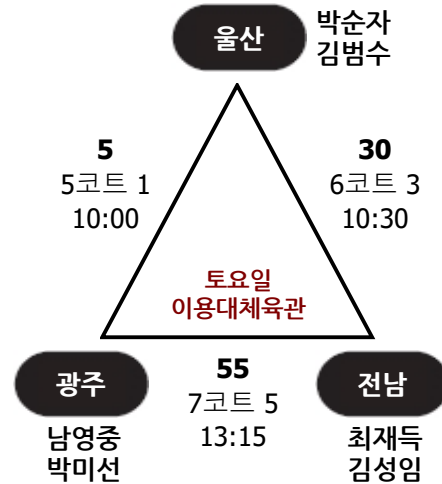 울산
박순자
김범수
5
5코트 1
10:00
30
6코트 3
10:30
토요일
이용대체육관
광주
남영중
박미선
55
7코트 5
13:15
전남
최재득
김성임